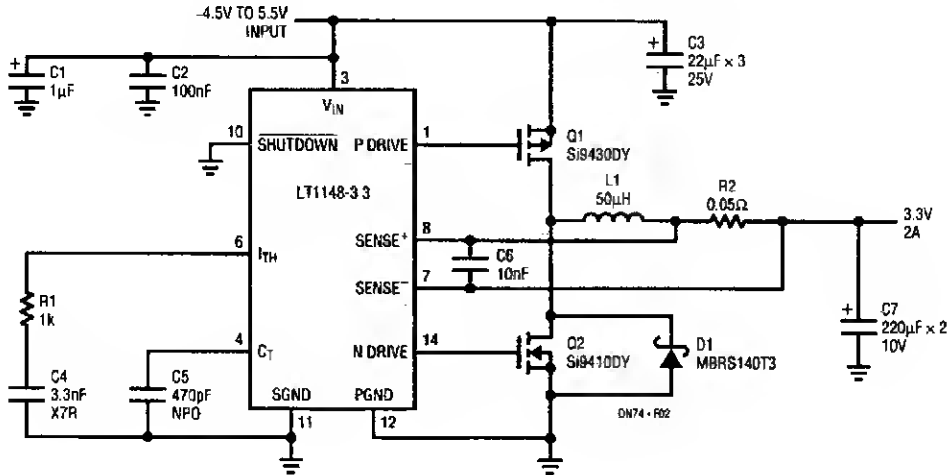 –4.5V TO 5.5V
INPUT
+
C1
1µF
C2
100nF
3
+
C3
22µF × 3
25V
V_IN
10
SHUTDOWN
P DRIVE
1
Q1
Si9430DY
LT1148-3.3
L1
50µH
R2
0.05Ω
3.3V
2A
6
I_TH
SENSE⁺
8
C6
10nF
SENSE⁻
7
R1
1k
+
C7
220µF × 2
10V
4
C_T
N DRIVE
14
Q2
Si9410DY
D1
MBRS140T3
C4
3.3nF
X7R
C5
470pF
NPO
SGND
PGND
11
12
DN74 • F02